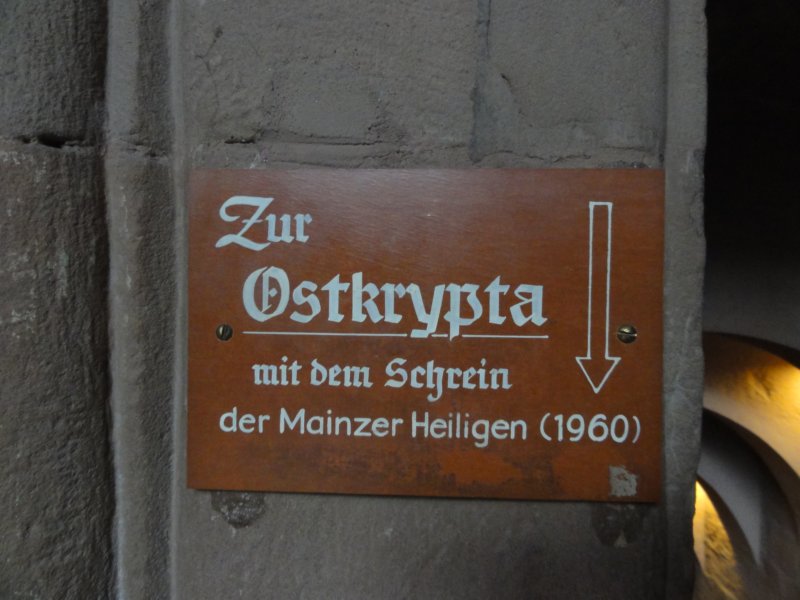 Zur
Ostkrypta
mit dem Schrein
der Mainzer Heiligen (1960)